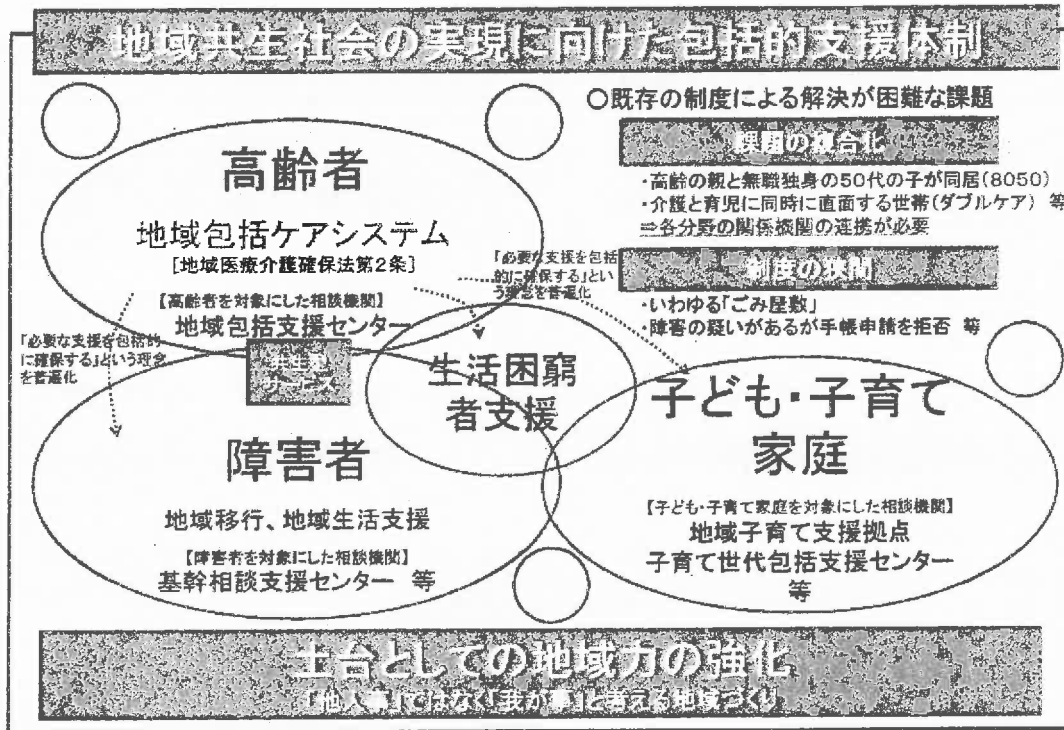 地域共生社会の実現に向けた包括的支援体制
○既存の制度による解決が困難な課題
課題の複合化
・高齢の親と無職独身の50代の子が同居(8050)
・介護と育児に同時に直面する世帯(ダブルケア) 等
⇒各分野の関係機関の連携が必要
制度の狭間
・いわゆる「ごみ屋敷」
・障害の疑いがあるが手帳申請を拒否 等
高齢者
地域包括ケアシステム
[地域医療介護確保法第2条]
【高齢者を対象にした相談機関】
地域包括支援センター
「必要な支援を包括
的に確保する」とい
う理念を普遍化
「必要な支援を包括的
に確保する」という理念
を普遍化
共生型
サービス
生活困窮
者支援
障害者
地域移行、地域生活支援
【障害者を対象にした相談機関】
基幹相談支援センター 等
子ども・子育て
家庭
【子ども・子育て家庭を対象にした相談機関】
地域子育て支援拠点
子育て世代包括支援センター
等
土台としての地域力の強化
「他人事」ではなく「我が事」と考える地域づくり